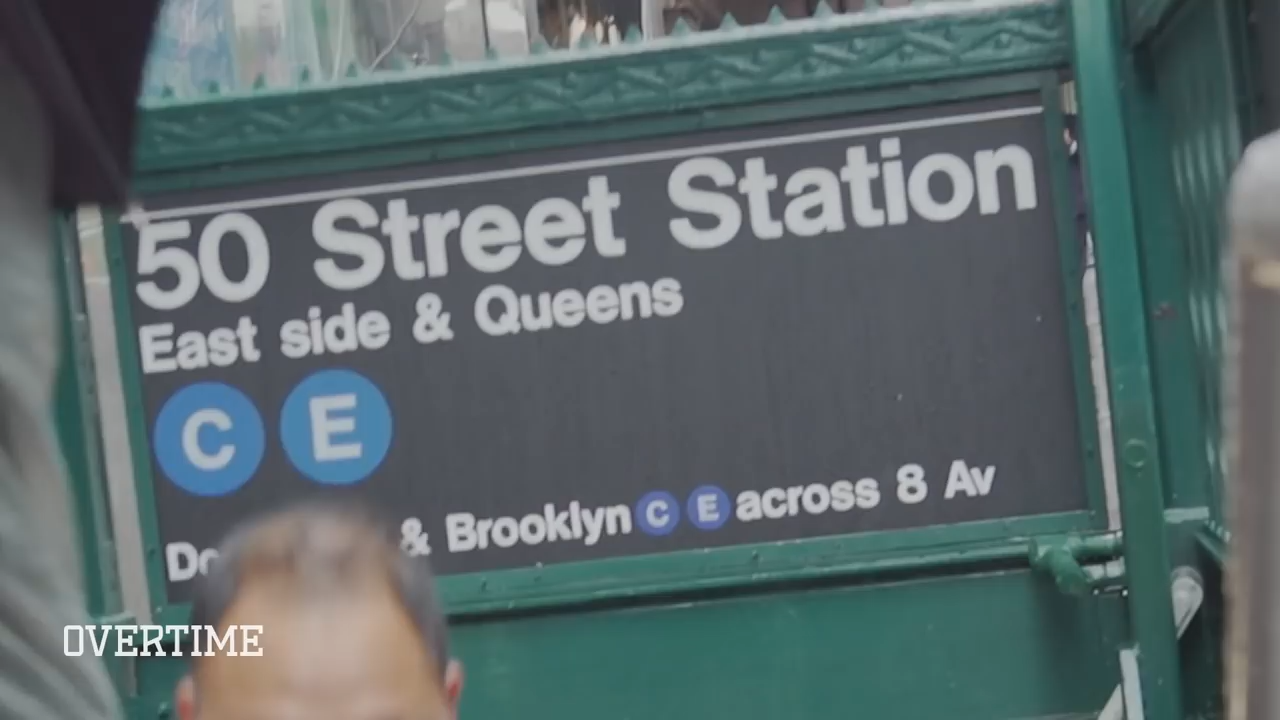 50 Street Station
East side & Queens
C E
& Brooklyn C E across 8 Av
OVERTIME